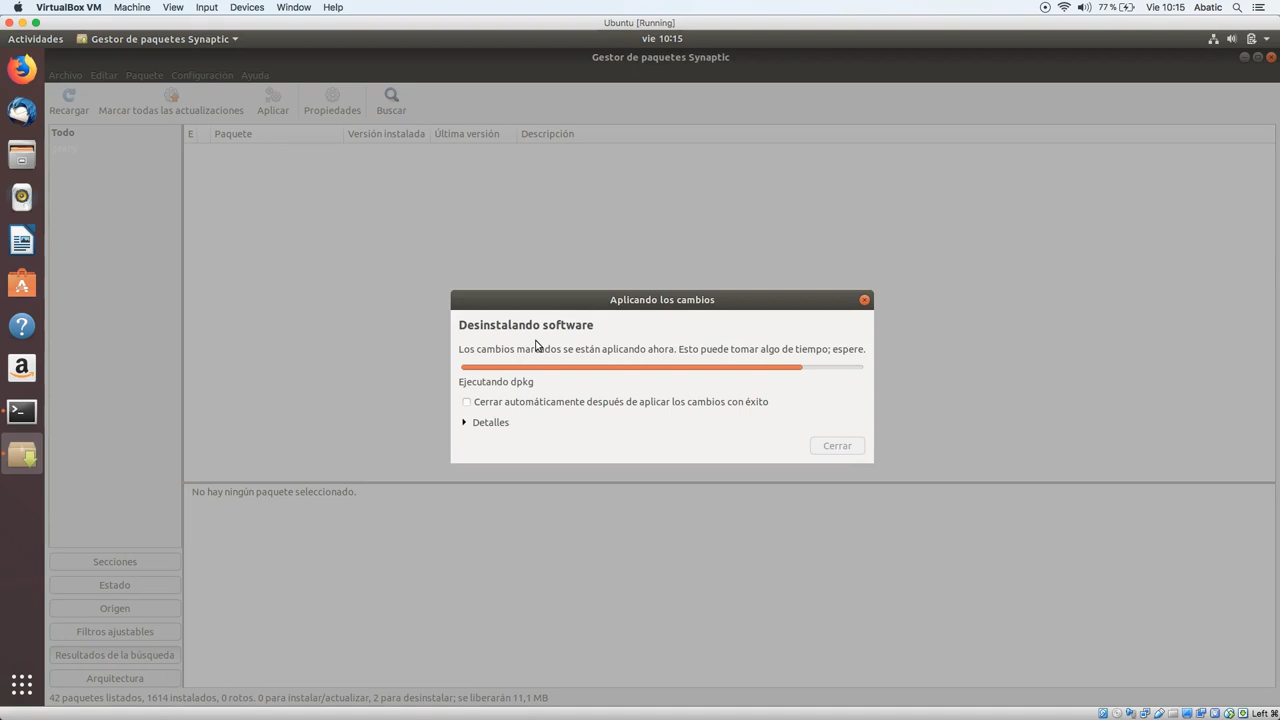 VirtualBox VM Machine View Input Devices Window Help 77 % Vie 10:15 Abatic
Ubuntu [Running]
Actividades Gestor de paquetes Synaptic vie 10:15
Gestor de paquetes Synaptic
Archivo Editar Paquete Configuración Ayuda
Recargar Marcar todas las actualizaciones Aplicar Propiedades Buscar
Todo
E Paquete Versión instalada Última versión Descripción
Aplicando los cambios
Desinstalando software
Los cambios marcados se están aplicando ahora. Esto puede tomar algo de tiempo; espere.
Ejecutando dpkg
Cerrar automáticamente después de aplicar los cambios con éxito
Detalles
Cerrar
No hay ningún paquete seleccionado.
Secciones
Estado
Origen
Filtros ajustables
Resultados de la búsqueda
Arquitectura
42 paquetes listados, 1614 instalados, 0 rotos. 0 para instalar/actualizar, 2 para desinstalar; se liberarán 11,1 MB
Left ⌘